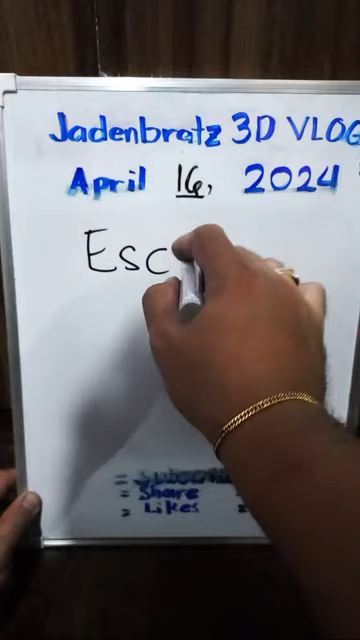 Jadenbratz 3D VLOG
April 16, 2024
Esc
= Share
= Likes